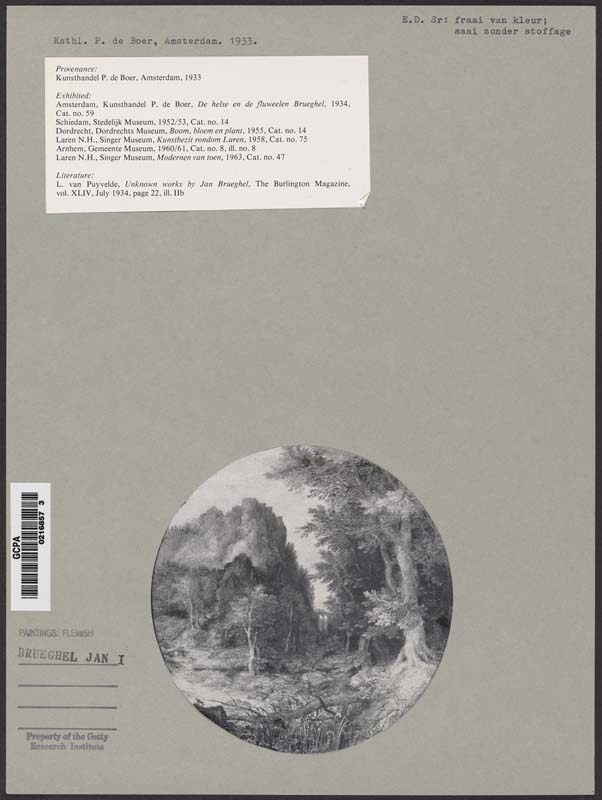 E.D. Sr: fraai van kleur;
saai zonder stoffage
Ksthl. P. de Boer, Amsterdam. 1933.
Provenance:
Kunsthandel P. de Boer, Amsterdam, 1933
Exhibited:
Amsterdam, Kunsthandel P. de Boer, De helse en de fluweelen Brueghel, 1934,
Cat. no. 59
Schiedam, Stedelijk Museum, 1952/53, Cat. no. 14
Dordrecht, Dordrechts Museum, Boom, bloem en plant, 1955, Cat. no. 14
Laren N.H., Singer Museum, Kunstbezit rondom Laren, 1958, Cat. no. 75
Arnhem, Gemeente Museum, 1960/61, Cat. no. 8, ill. no. 8
Laren N.H., Singer Museum, Modernen van toen, 1963, Cat. no. 47
Literature:
L. van Puyvelde, Unknown works by Jan Brueghel, The Burlington Magazine,
vol. XLIV, July 1934, page 22, ill. IIb
GCPA
0216857 3
PAINTINGS: FLEMISH
BRUEGHEL JAN I
Property of the Getty
Research Institute